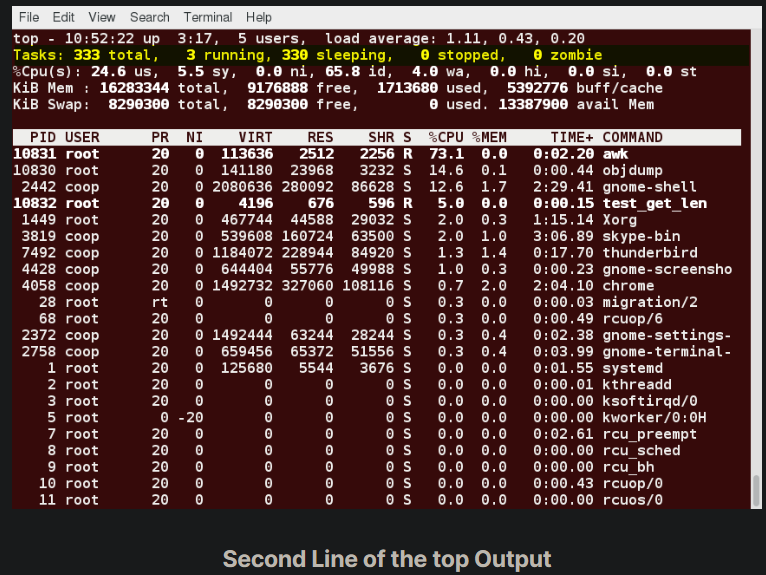 File Edit View Search Terminal Help
top - 10:52:22 up  3:17,  5 users,  load average: 1.11, 0.43, 0.20
Tasks: 333 total,   3 running, 330 sleeping,   0 stopped,   0 zombie
%Cpu(s): 24.6 us,  5.5 sy,  0.0 ni, 65.8 id,  4.0 wa,  0.0 hi,  0.0 si,  0.0 st
KiB Mem : 16283344 total,  9176888 free,  1713680 used,  5392776 buff/cache
KiB Swap:  8290300 total,  8290300 free,        0 used. 13387900 avail Mem
PID USER      PR  NI    VIRT    RES    SHR S  %CPU %MEM     TIME+ COMMAND
10831 root      20   0  113636   2512   2256 R  73.1  0.0   0:02.20 awk
10830 root      20   0  141180  23968   3232 S  14.6  0.1   0:00.44 objdump
2442 coop      20   0 2080636 280092  86628 S  12.6  1.7   2:29.41 gnome-shell
10832 root      20   0    4196    676    596 R   5.0  0.0   0:00.15 test_get_len
1449 root      20   0  467744  44588  29032 S   2.0  0.3   1:15.14 Xorg
3819 coop      20   0  539608 160724  63500 S   2.0  1.0   3:06.89 skype-bin
7492 coop      20   0 1184072 228944  84920 S   1.3  1.4   0:17.70 thunderbird
4428 coop      20   0  644404  55776  49988 S   1.0  0.3   0:00.23 gnome-screensho
4058 coop      20   0 1492732 327060 108116 S   0.7  2.0   2:04.10 chrome
28 root      rt   0       0      0      0 S   0.3  0.0   0:00.03 migration/2
68 root      20   0       0      0      0 S   0.3  0.0   0:00.49 rcuop/6
2372 coop      20   0 1492444  63244  28244 S   0.3  0.4   0:02.38 gnome-settings-
2758 coop      20   0  659456  65372  51556 S   0.3  0.4   0:03.99 gnome-terminal-
1 root      20   0  125680   5544   3676 S   0.0  0.0   0:01.55 systemd
2 root      20   0       0      0      0 S   0.0  0.0   0:00.01 kthreadd
3 root      20   0       0      0      0 S   0.0  0.0   0:00.00 ksoftirqd/0
5 root       0 -20       0      0      0 S   0.0  0.0   0:00.00 kworker/0:0H
7 root      20   0       0      0      0 S   0.0  0.0   0:02.61 rcu_preempt
8 root      20   0       0      0      0 S   0.0  0.0   0:00.00 rcu_sched
9 root      20   0       0      0      0 S   0.0  0.0   0:00.00 rcu_bh
10 root      20   0       0      0      0 S   0.0  0.0   0:00.43 rcuop/0
11 root      20   0       0      0      0 S   0.0  0.0   0:00.00 rcuos/0
Second Line of the top Output